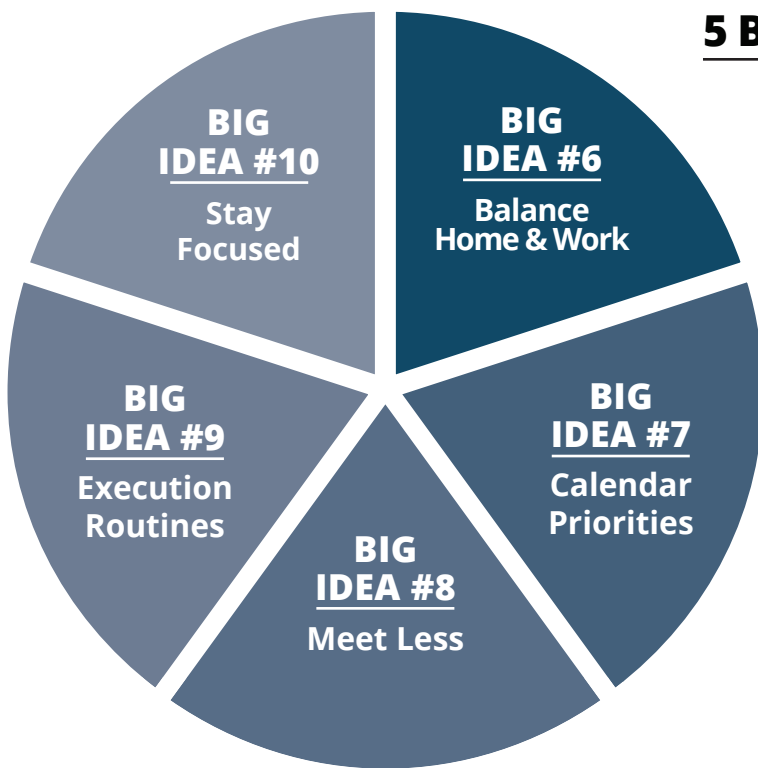 5 B
BIG
IDEA #6
Balance
Home & Work
BIG
IDEA #7
Calendar
Priorities
BIG
IDEA #8
Meet Less
BIG
IDEA #9
Execution
Routines
BIG
IDEA #10
Stay
Focused